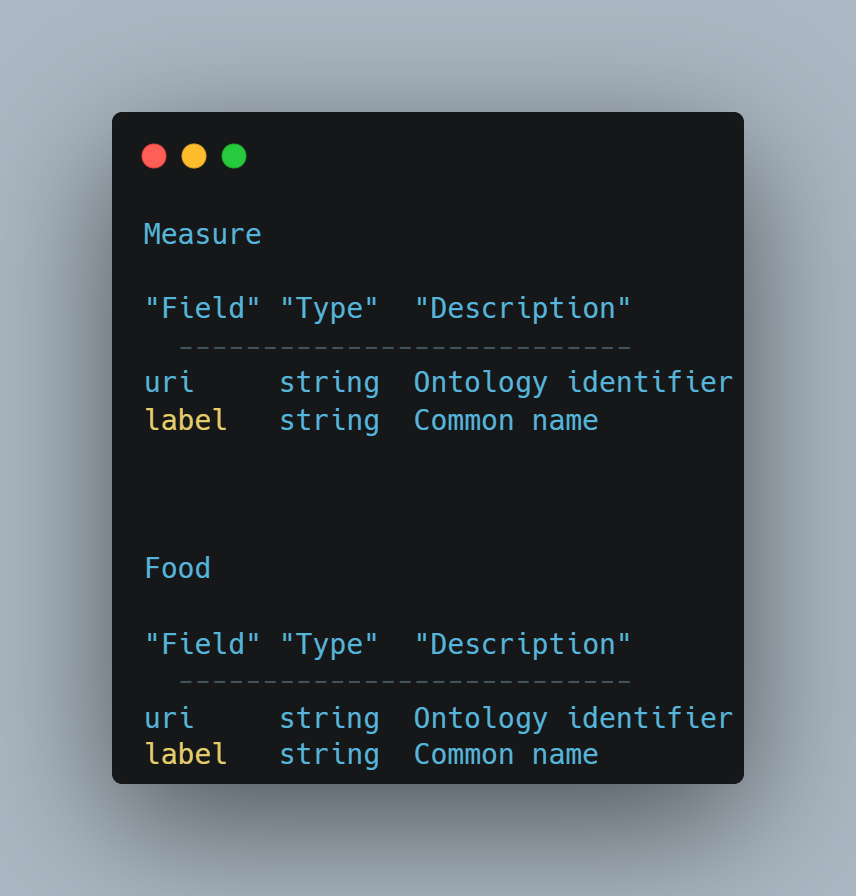 Measure
"Field" "Type"  "Description"
---------------------------
uri     string  Ontology identifier
label   string  Common name
Food
"Field" "Type"  "Description"
---------------------------
uri     string  Ontology identifier
label   string  Common name